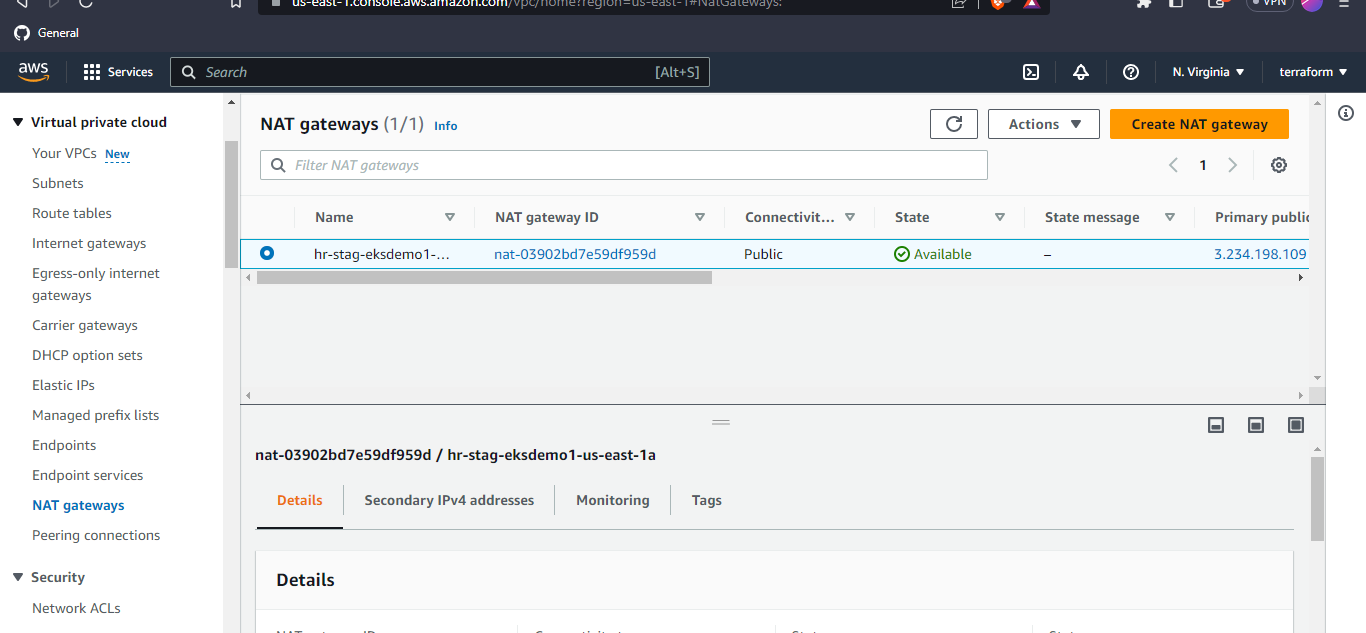 us-east-1.console.aws.amazon.com/vpc/home?region=us-east-1#NatGateways:
VPN
General
aws
Services
Search
[Alt+S]
N. Virginia
terraform
Virtual private cloud
Your VPCs New
Subnets
Route tables
Internet gateways
Egress-only internet
gateways
Carrier gateways
DHCP option sets
Elastic IPs
Managed prefix lists
Endpoints
Endpoint services
NAT gateways
Peering connections
Security
Network ACLs
NAT gateways (1/1) Info
Actions
Create NAT gateway
Filter NAT gateways
1
Name NAT gateway ID Connectivit... State State message Primary public
hr-stag-eksdemo1-... nat-03902bd7e59df959d Public Available – 3.234.198.109
nat-03902bd7e59df959d / hr-stag-eksdemo1-us-east-1a
Details Secondary IPv4 addresses Monitoring Tags
Details